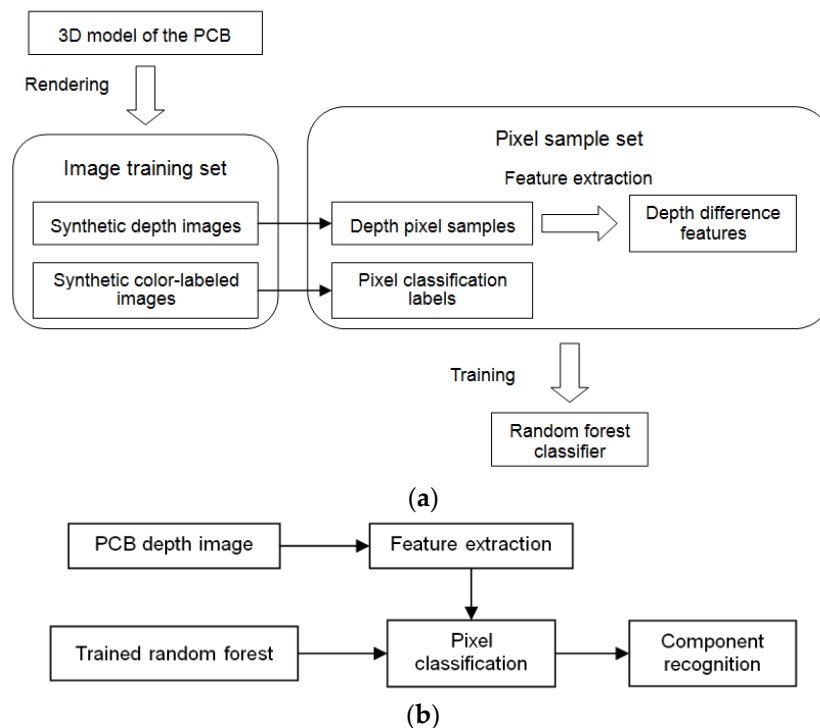 3D model of the PCB
Rendering
Image training set
Pixel sample set
Feature extraction
Synthetic depth images
Depth pixel samples
Depth difference
features
Synthetic color-labeled
images
Pixel classification
labels
Training
Random forest
classifier
(a)
PCB depth image
Feature extraction
Trained random forest
Pixel
classification
Component
recognition
(b)